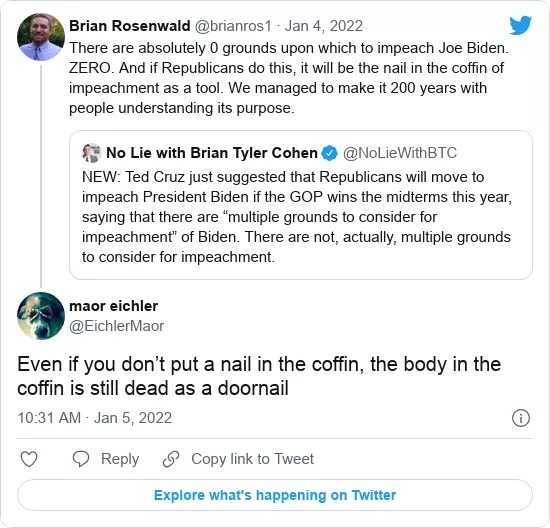 Brian Rosenwald @brianros1 · Jan 4, 2022
There are absolutely 0 grounds upon which to impeach Joe Biden.
ZERO. And if Republicans do this, it will be the nail in the coffin of
impeachment as a tool. We managed to make it 200 years with
people understanding its purpose.
No Lie with Brian Tyler Cohen @NoLieWithBTC
NEW: Ted Cruz just suggested that Republicans will move to
impeach President Biden if the GOP wins the midterms this year,
saying that there are “multiple grounds to consider for
impeachment” of Biden. There are not, actually, multiple grounds
to consider for impeachment.
maor eichler
@EichlerMaor
Even if you don’t put a nail in the coffin, the body in the
coffin is still dead as a doornail
10:31 AM · Jan 5, 2022
Reply Copy link to Tweet
Explore what's happening on Twitter